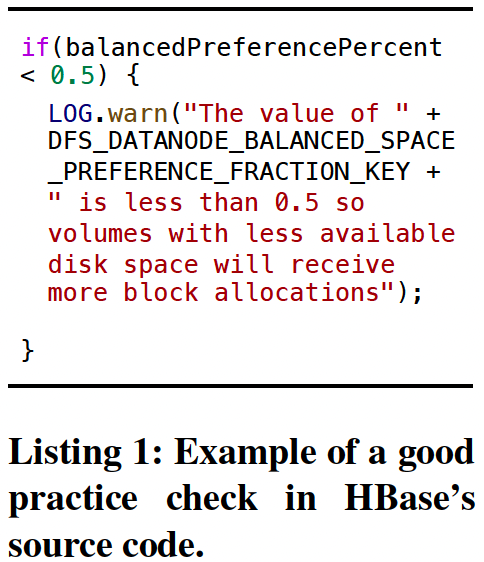 if(balancedPreferencePercent
< 0.5) {
LOG.warn("The value of " +
DFS_DATANODE_BALANCED_SPACE
_PREFERENCE_FRACTION_KEY +
" is less than 0.5 so
volumes with less available
disk space will receive
more block allocations");
}
Listing 1: Example of a good
practice check in HBase's
source code.